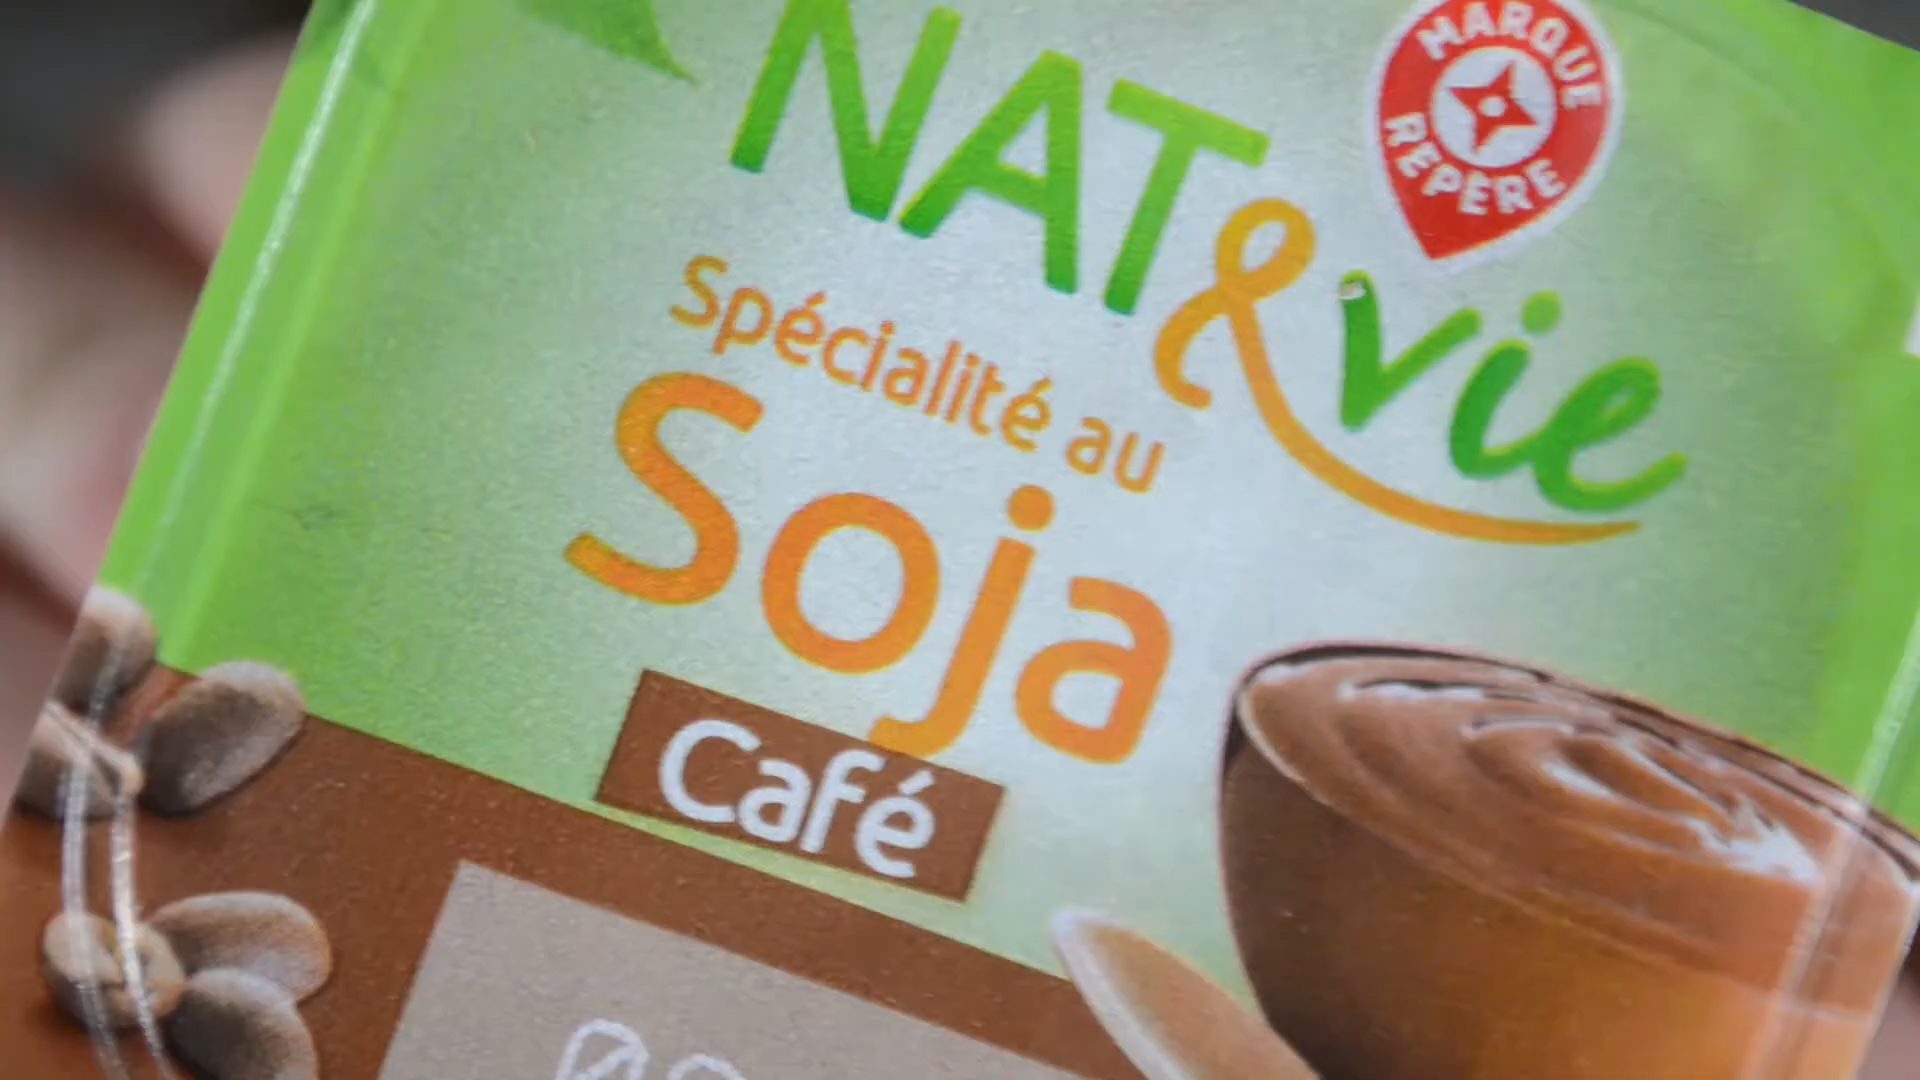 NAT&vie
MARQUE
REPÈRE
Spécialité au
Soja
Café